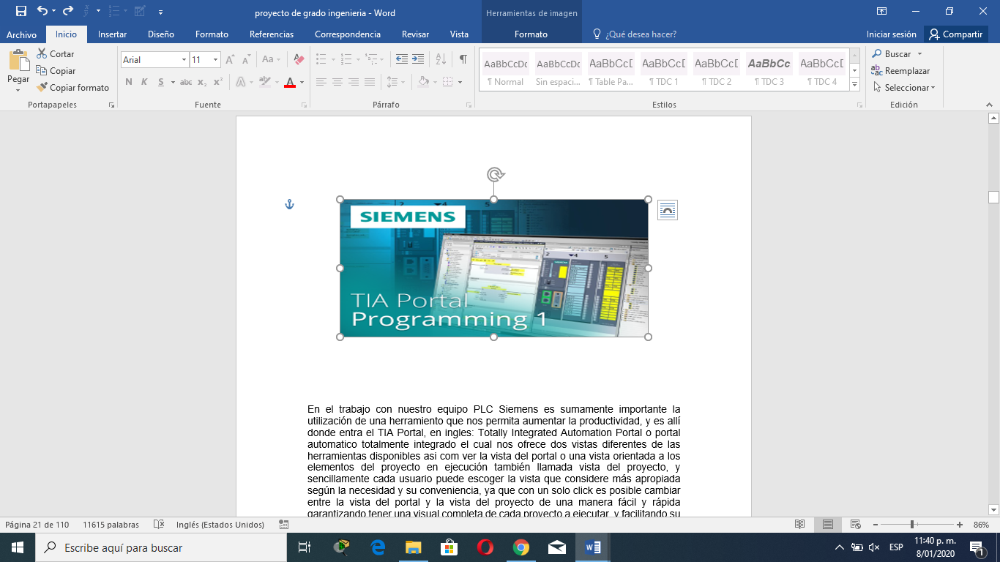 proyecto de grado ingenieria - Word
Herramientas de imagen
Archivo Inicio Insertar Diseño Formato Referencias Correspondencia Revisar Vista Formato ¿Qué desea hacer? Iniciar sesión Compartir
Pegar
Cortar
Copiar
Copiar formato
Portapapeles
Arial 11
N K S abc x₂ x²
Fuente
Párrafo
AaBbCcDc AaBbCcDc AaBbCcD AaBbCcD AaBbCcD AaBbCc AaBbCcD
¶ Normal Sin espaci... ¶ Table Pa... ¶ TDC 1 ¶ TDC 2 ¶ TDC 3 ¶ TDC 4
Estilos
Buscar
Reemplazar
Seleccionar
Edición
SIEMENS
TIA Portal
Programming 1
En el trabajo con nuestro equipo PLC Siemens es sumamente importante la
utilización de una herramiento que nos permita aumentar la productividad, y es allí
donde entra el TIA Portal, en ingles: Totally Integrated Automation Portal o portal
automatico totalmente integrado el cual nos ofrece dos vistas diferentes de las
herramientas disponibles asi com ver la vista del portal o una vista orientada a los
elementos del proyecto en ejecución también llamada vista del proyecto, y
sencillamente cada usuario puede escoger la vista que considere más apropiada
según la necesidad y su conveniencia, ya que con un solo click es posible cambiar
entre la vista del portal y la vista del proyecto de una manera fácil y rápida
garantizando tener una visual completa de cada proyecto a ejecutar, y facilitando su
Página 21 de 110 11615 palabras Inglés (Estados Unidos) 86%
Escribe aquí para buscar
ESP
11:40 p. m.
8/01/2020
1